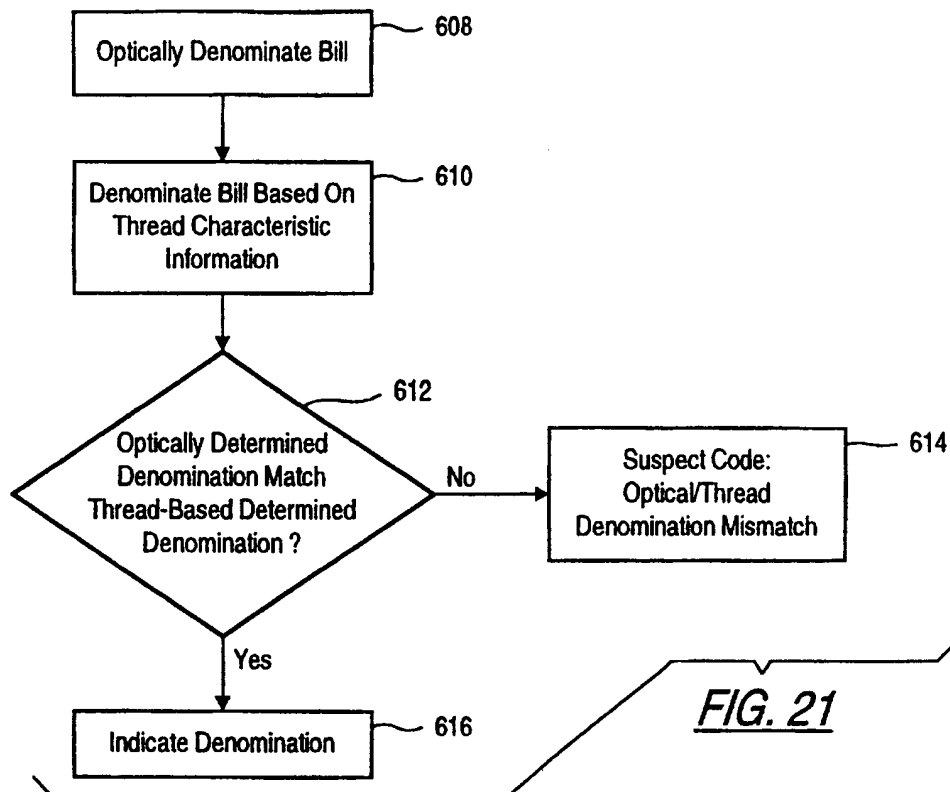 608
Optically Denominate Bill
610
Denominate Bill Based On
Thread Characteristic
Information
612
Optically Determined
Denomination Match
Thread-Based Determined
Denomination ?
No
614
Suspect Code:
Optical/Thread
Denomination Mismatch
Yes
616
Indicate Denomination
FIG. 21